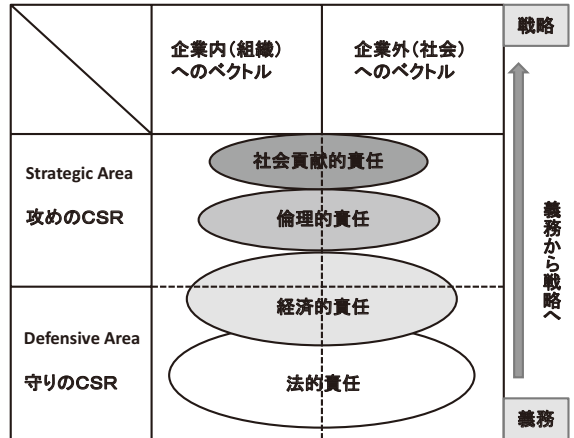 企業内(組織)
へのベクトル
企業外(社会)
へのベクトル
戦略
Strategic Area
攻めのCSR
社会貢献的責任
倫理的責任
経済的責任
Defensive Area
守りのCSR
法的責任
義務から戦略へ
義務